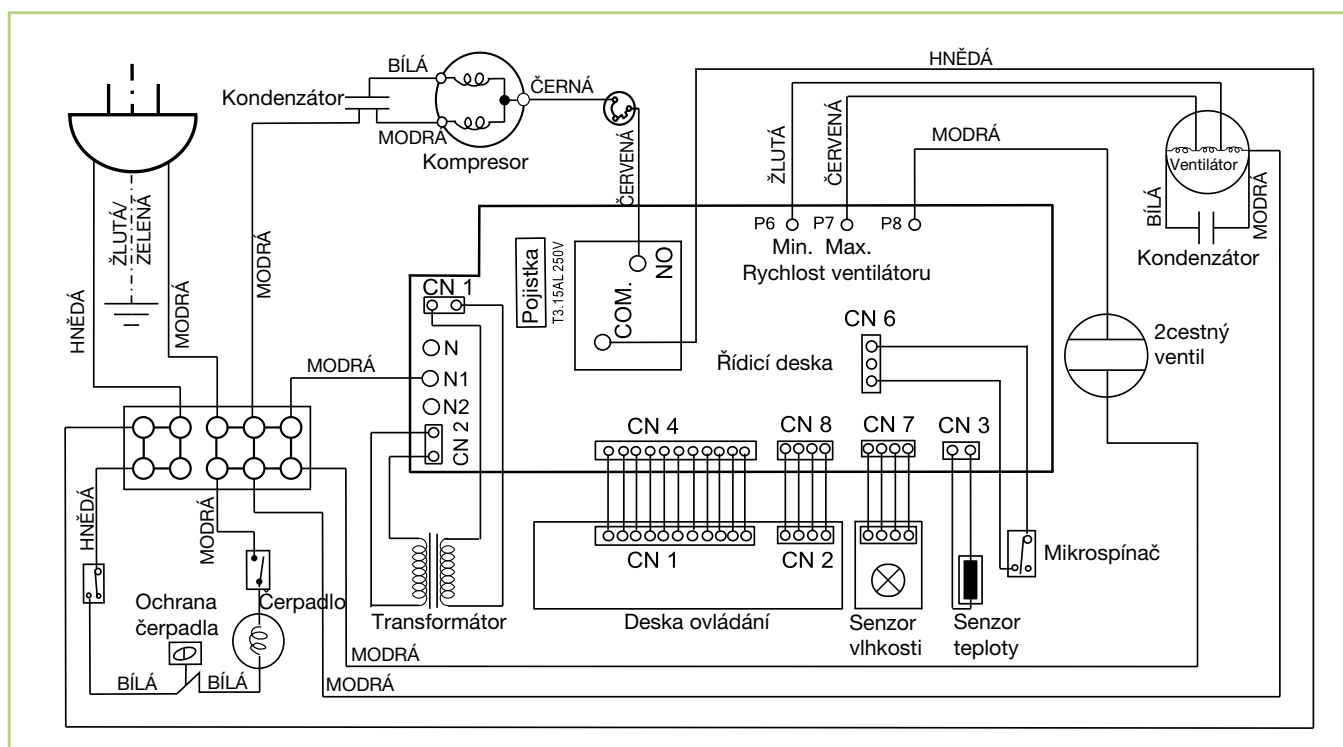 HNĚDÁ
BÍLÁ
ČERNÁ
Kondenzátor
MODRÁ
Kompresor
ČERVENÁ
ŽLUTÁ
ČERVENÁ
MODRÁ
Ventilátor
BÍLÁ
MODRÁ
Kondenzátor
ŽLUTÁ/
ZELENÁ
HNĚDÁ
MODRÁ
MODRÁ
P6 P7 P8
Min. Max.
Rychlost ventilátoru
Pojistka
T3.15AL 250V
NO
COM.
CN 1
N
N1
N2
CN 2
MODRÁ
CN 6
Řídicí deska
2cestný
ventil
CN 4
CN 8
CN 7
CN 3
HNĚDÁ
MODRÁ
CN 1
CN 2
Mikrospínač
Ochrana
čerpadla
Čerpadlo
Transformátor
Deska ovládání
Senzor
vlhkosti
Senzor
teploty
MODRÁ
BÍLÁ
BÍLÁ
MODRÁ